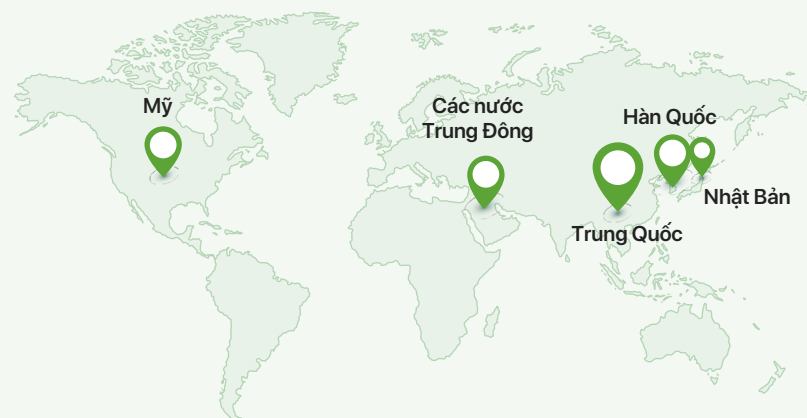 Mỹ
Các nước
Trung Đông
Hàn Quốc
Nhật Bản
Trung Quốc